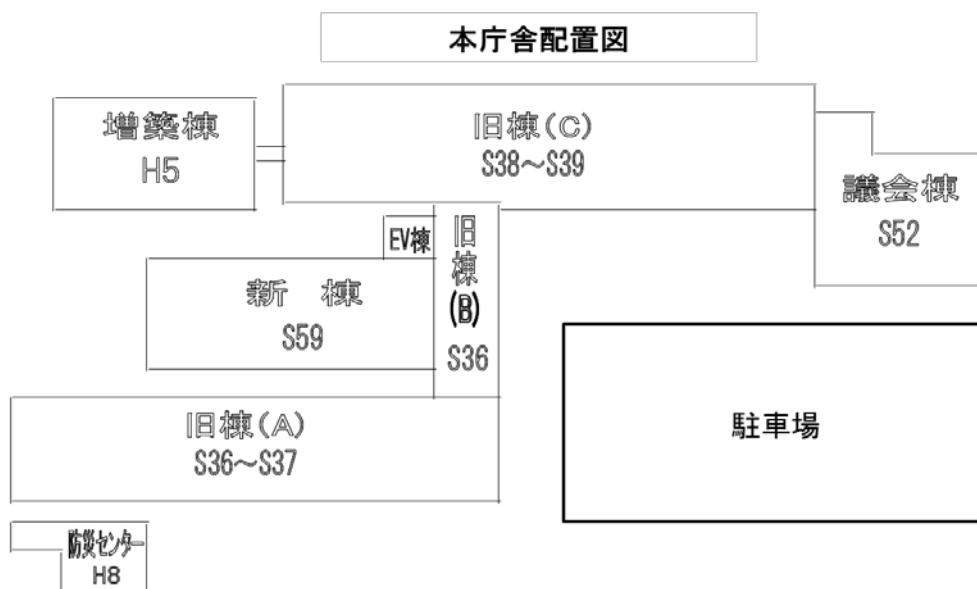 本庁舎配置図
増築棟
H5
旧棟(C)
S38～S39
議会棟
S52
EV棟
旧棟(B)
S36
新　棟
S59
旧棟(A)
S36～S37
駐車場
防災センター
H8